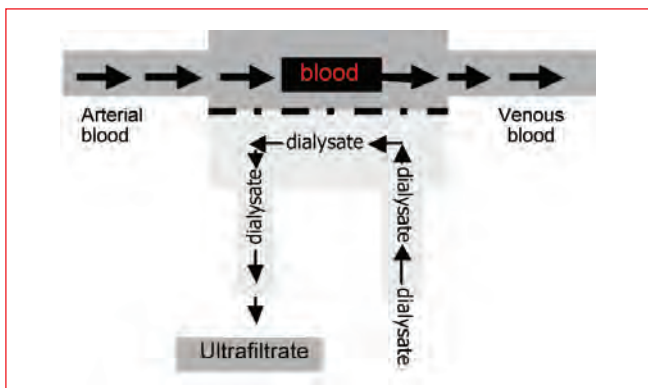 blood
Arterial
blood
Venous
blood
dialysate
dialysate
dialysate
dialysate
Ultrafiltrate